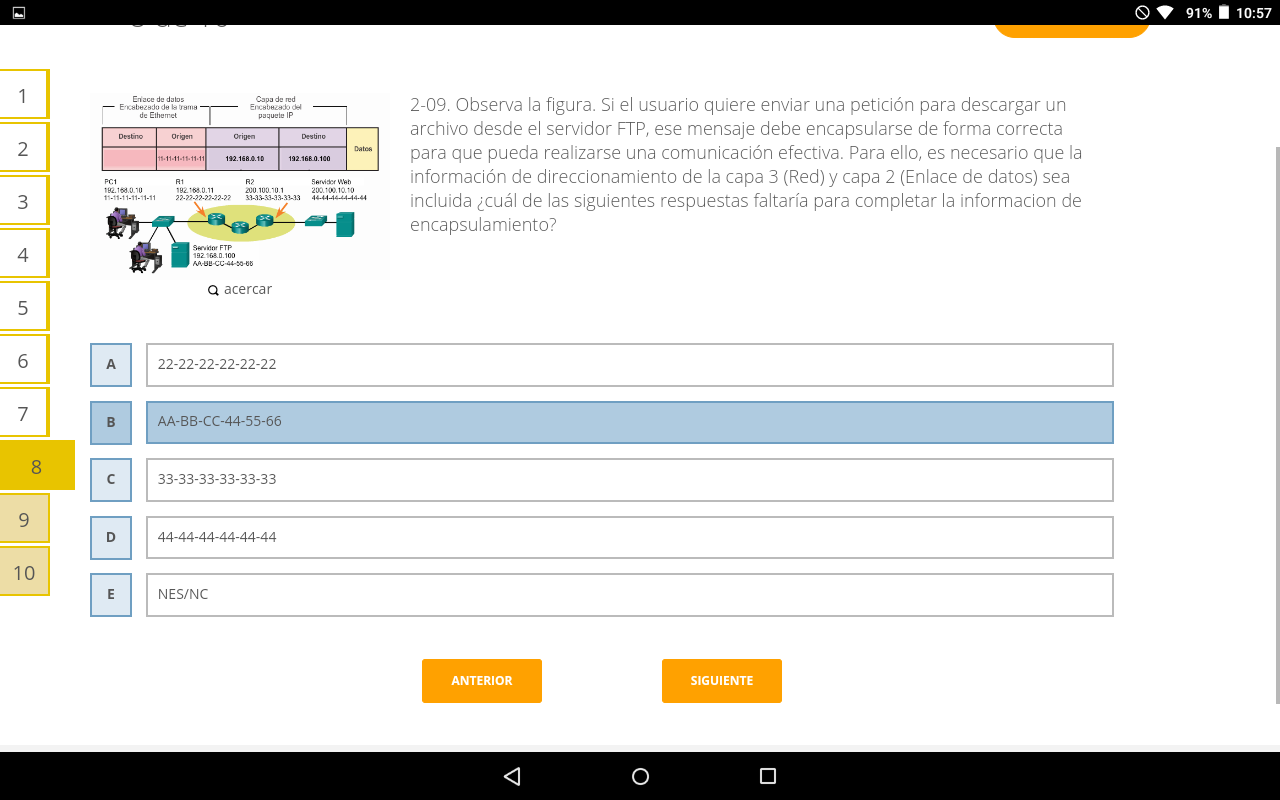 91% 10:57
1
2
3
4
5
6
7
8
9
10
Enlace de datos
Encabezado de la trama
de Ethernet
Capa de red
Encabezado del
paquete IP
Destino Origen Origen Destino Datos
11-11-11-11-11-11 192.168.0.10 192.168.0.100
PC1
192.168.0.10
11-11-11-11-11-11
R1
192.168.0.11
22-22-22-22-22-22
R2
200.100.10.1
33-33-33-33-33-33
Servidor Web
200.100.10.10
44-44-44-44-44-44
Servidor FTP
192.168.0.100
AA-BB-CC-44-55-66
acercar
2-09. Observa la figura. Si el usuario quiere enviar una petición para descargar un
archivo desde el servidor FTP, ese mensaje debe encapsularse de forma correcta
para que pueda realizarse una comunicación efectiva. Para ello, es necesario que la
información de direccionamiento de la capa 3 (Red) y capa 2 (Enlace de datos) sea
incluida ¿cuál de las siguientes respuestas faltaría para completar la informacion de
encapsulamiento?
A 22-22-22-22-22-22
B AA-BB-CC-44-55-66
C 33-33-33-33-33-33
D 44-44-44-44-44-44
E NES/NC
ANTERIOR SIGUIENTE